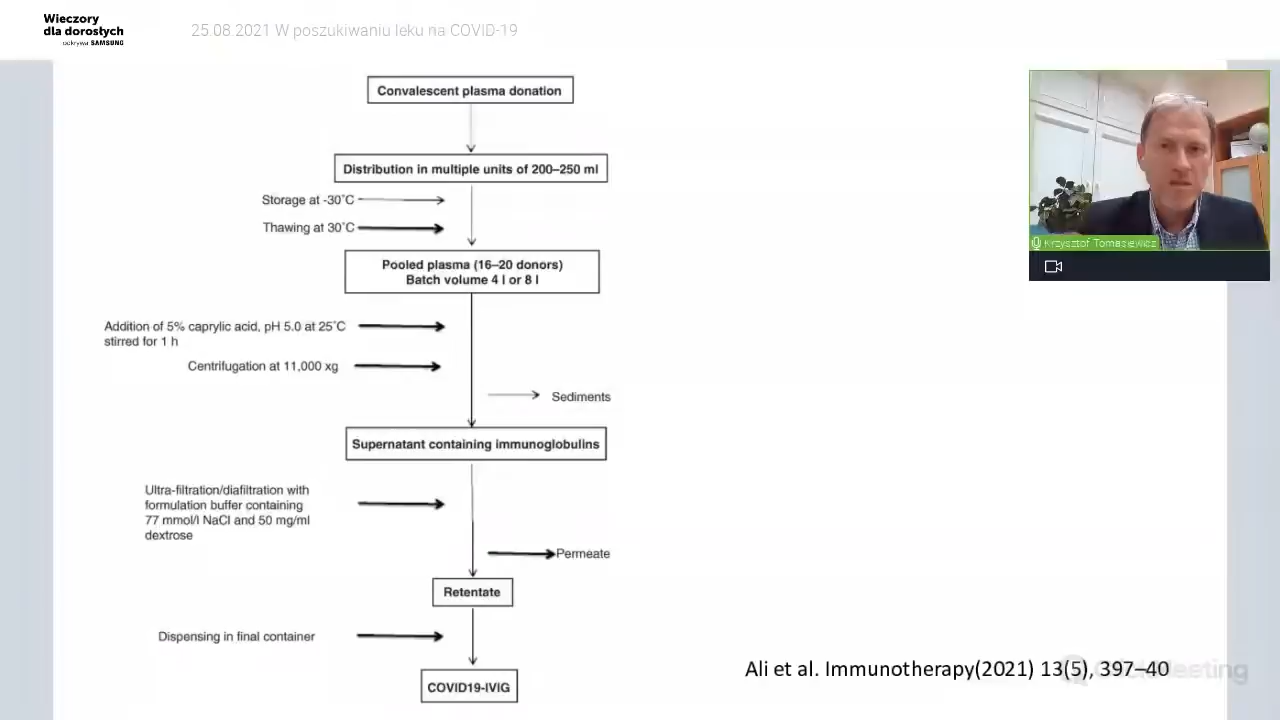 Wieczory
dla dorosłych
odkrywa SAMSUNG
25.08.2021 W poszukiwaniu leku na COVID-19
Convalescent plasma donation
Distribution in multiple units of 200–250 ml
Storage at -30˚C
Thawing at 30˚C
Pooled plasma (16–20 donors)
Batch volume 4 l or 8 l
Addition of 5% caprylic acid, pH 5.0 at 25˚C
stirred for 1 h
Centrifugation at 11,000 xg
Sediments
Supernatant containing immunoglobulins
Ultra-filtration/diafiltration with
formulation buffer containing
77 mmol/l NaCl and 50 mg/ml
dextrose
Permeate
Retentate
Dispensing in final container
COVID19-IVIG
Krzysztof Tomasiewicz
Ali et al. Immunotherapy(2021) 13(5), 397–40